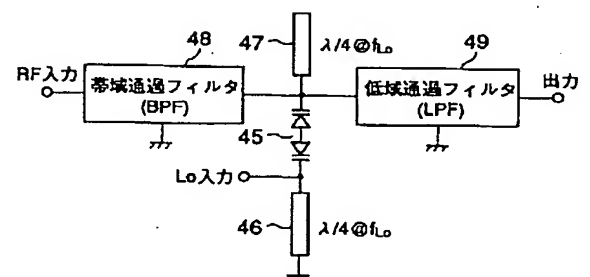 48
47
λ/4@fLo
49
RF入力
帯域通過フィルタ
(BPF)
低域通過フィルタ
(LPF)
出力
45
Lo入力
46
λ/4@fLo